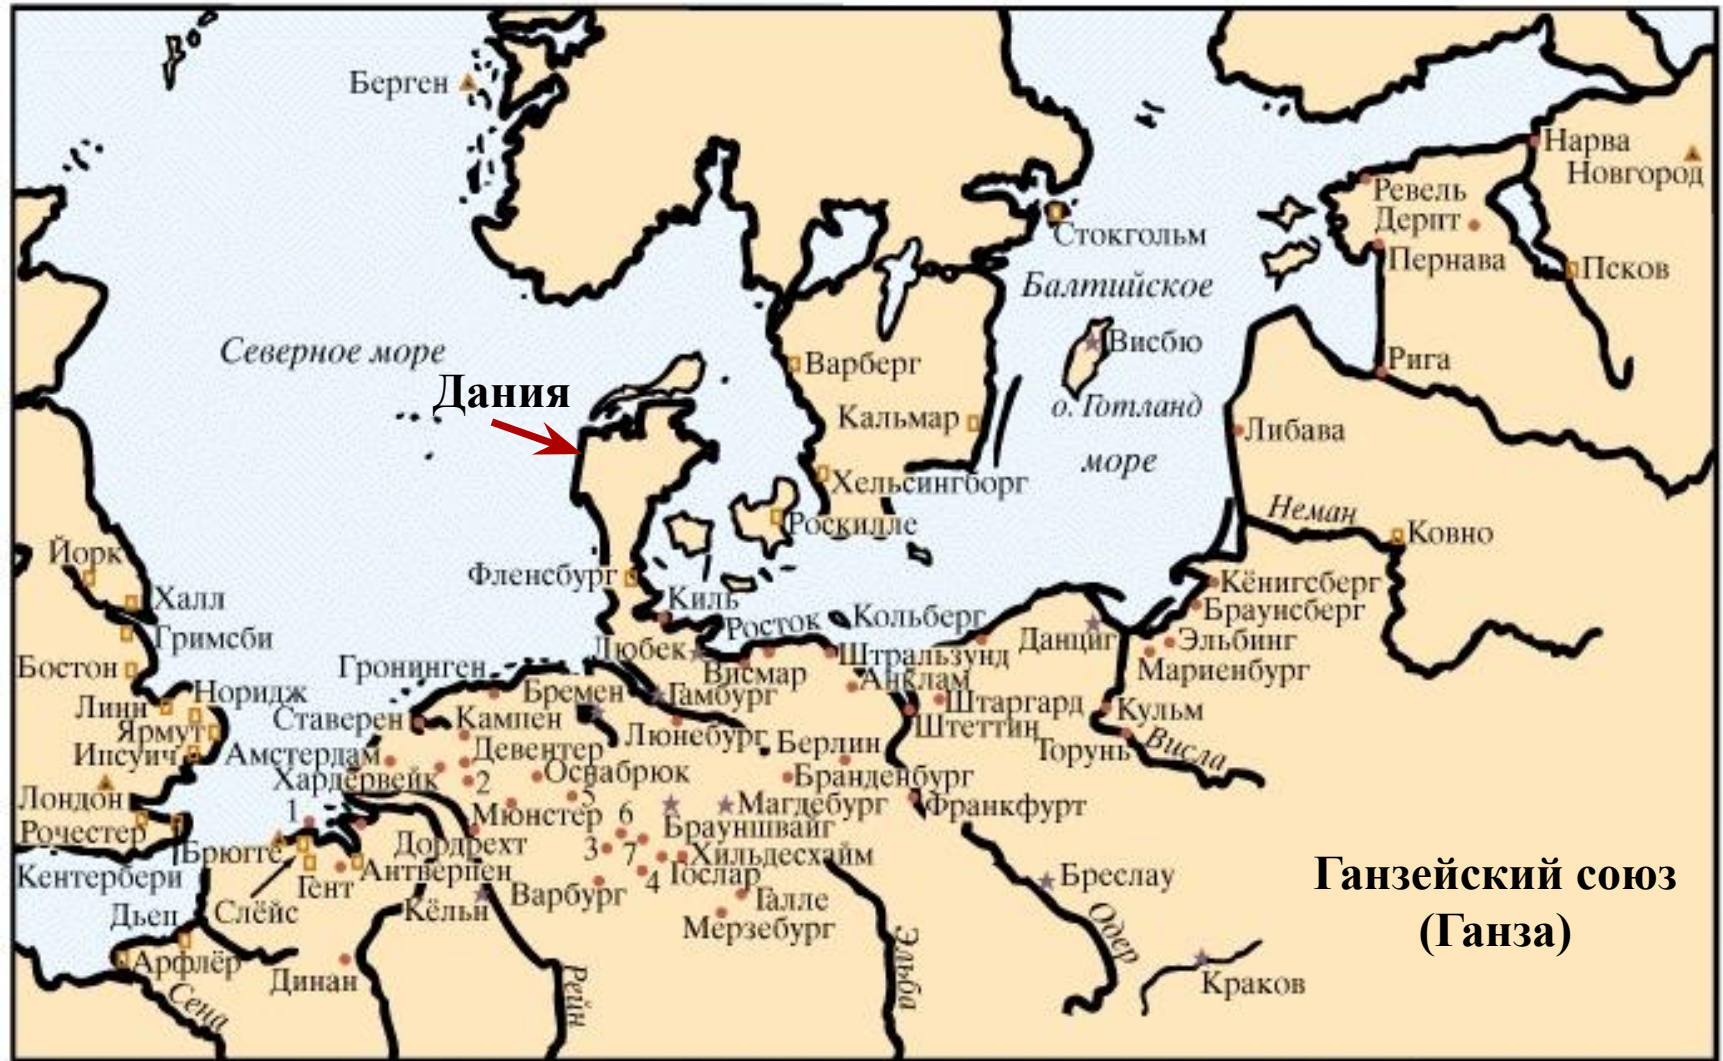 Берген
Нарва
Новгород
Ревель
Дерпт
Стокгольм
Пернава
Псков
Балтийское
Висбю
Северное море
Рига
Варберг
Дания
о. Готланд
Кальмар
Либава
море
Хельсингборг
Неман
Роскилле
Ковно
Йорк
Фленсбург
Кёнигсберг
Халл
Киль
Браунсберг
Росток
Кольберг
Гримсби
Данциг
Эльбинг
Любек
Штральзунд
Бостон
Гронинген
Висмар
Мариенбург
Анклам
Норидж
Бремен
Гамбург
Линн
Штаргард
Кульм
Ставерен
Кампен
Штеттин
Ярмут
Люнебург
Берлин
Торунь
Висла
Ипсуич
Амстердам
Девентер
Хардервейк
2
Оснабрюк
Бранденбург
Лондон
1
5
Мюнстер
6
Магдебург
Франкфурт
Рочестер
Брауншвайг
Брюгге
Дордрехт
3
7
Хильдесхайм
Кентербери
Антверпен
4
Гослар
Бреслау
Ганзейский союз
Гент
Варбург
Галле
Дьеп
Слёйс
Кёльн
Мерзебург
Одер
(Ганза)
Арфлёр
Динан
Эльба
Рейн
Краков
Сена